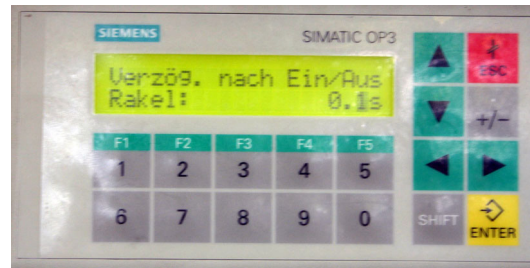 SIEMENS SIMATIC OP3
Verzög. nach Ein/Aus
Rakel: 0.1s
ESC
+/-
F1 F2 F3 F4 F5
1 2 3 4 5
6 7 8 9 0
SHIFT ENTER